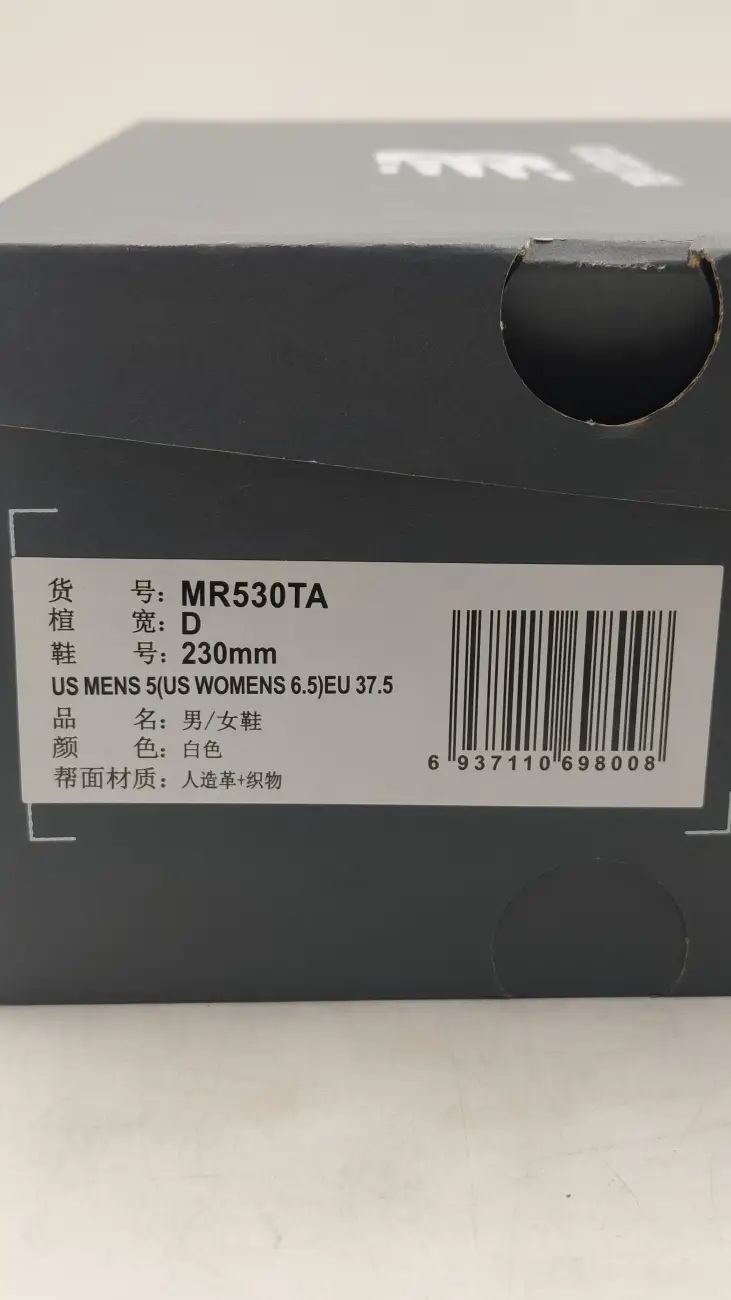 货 号：MR530TA
楦 宽：D
鞋 号：230mm
US MENS 5(US WOMENS 6.5)EU 37.5
品 名：男/女鞋
颜 色：白色
帮面材质：人造革+织物
6 937110 698008